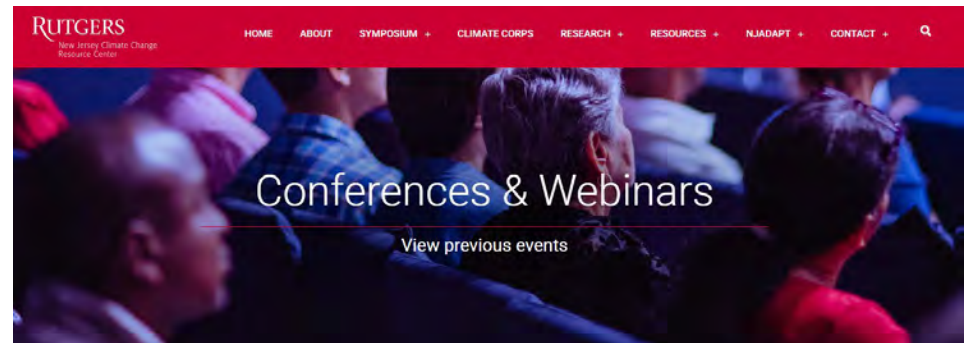 RUTGERS
New Jersey Climate Change
Resource Center
HOME ABOUT SYMPOSIUM + CLIMATE CORPS RESEARCH + RESOURCES + NJADAPT + CONTACT +
Conferences & Webinars
View previous events